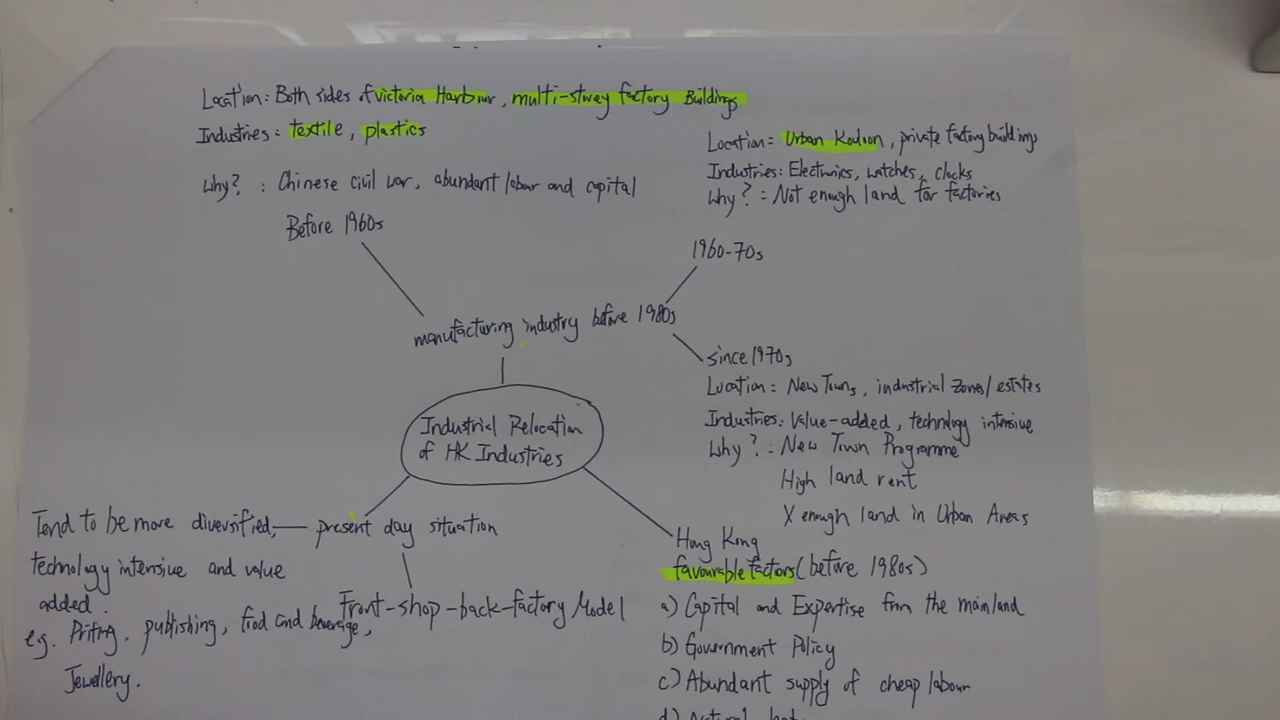 Location: Both sides of victoria Harbour, multi-storey factory Buildings
Industries: textile, plastics
Why? : Chinese civil war, abundant labor and capital
Before 1960s
Location: Urban Kowloon, private factory buildings
Industries: Electronics, watches, clocks
Why? : Not enough land for factories
1960-70s
manufacturing industry before 1980s
since 1970s
Location: New Towns, industrial zones/estates
Industries: Value-added, technology intensive
Why? : New Town Programme
High land rent
X enough land in Urban Areas
Industrial Relocation
of HK Industries
present day situation
Tend to be more diversified,
technology intensive and value
added.
eg. Priting, publishing, food and beverage,
Jewellery.
Front-shop-back-factory Model
Hong Kong
favourable factors (before 1980s)
a) Capital and Expertise from the mainland
b) Government Policy
c) Abundant supply of cheap labour
d) Natural